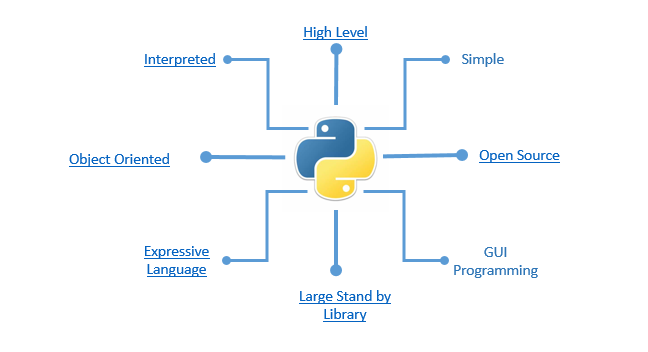 High Level
Interpreted
Simple
Object Oriented
Open Source
Expressive
Language
GUI
Programming
Large Stand by
Library